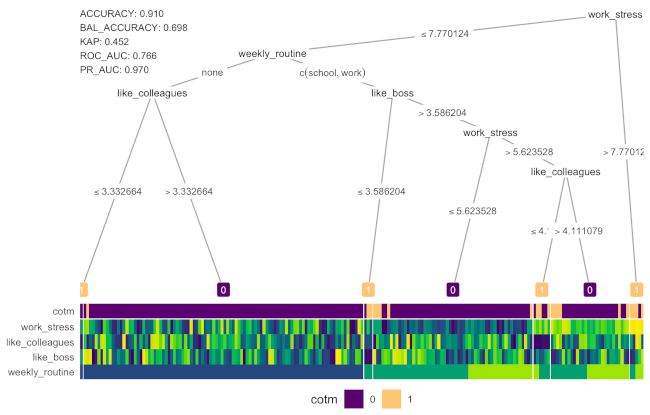 ACCURACY: 0.910
BAL_ACCURACY: 0.698
KAP: 0.452
ROC_AUC: 0.766
PR_AUC: 0.970
work_stress
≤ 7.770124
weekly_routine
none
c(school, work)
like_colleagues
like_boss
> 3.586204
work_stress
> 5.623528
> 7.77012
like_colleagues
≤ 3.332664
> 3.332664
≤ 3.586204
≤ 5.623528
≤ 4.
> 4.111079
1
0
1
0
1
0
1
cotm
work_stress
like_colleagues
like_boss
weekly_routine
cotm 0 1